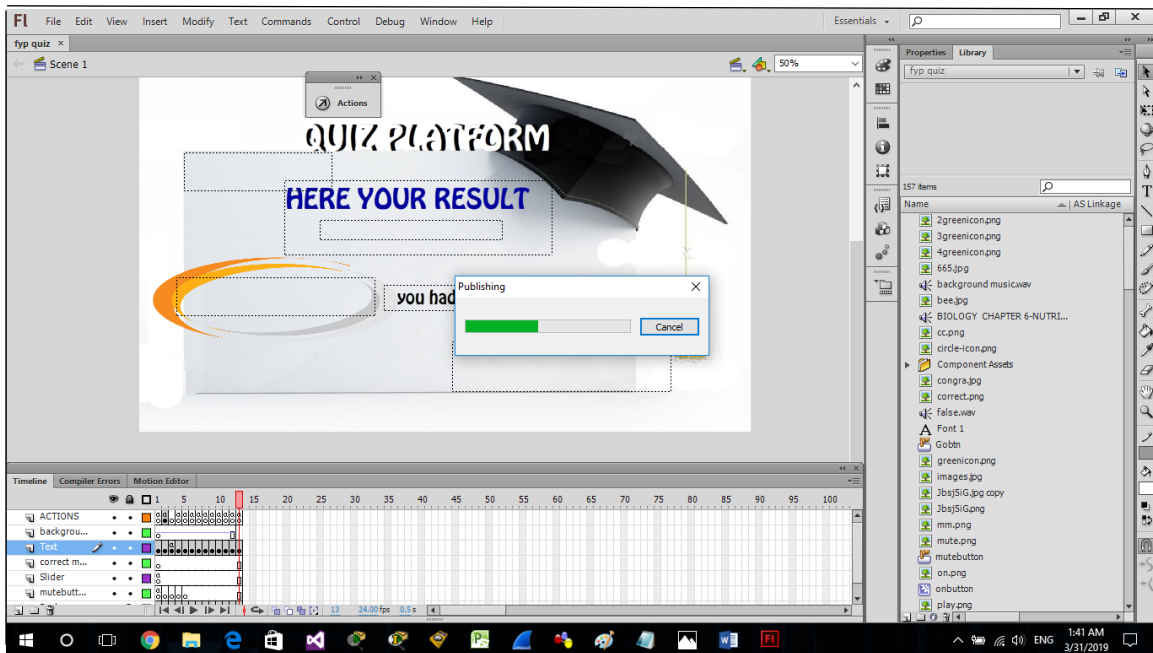 Fl File Edit View Insert Modify Text Commands Control Debug Window Help Essentials
fyp quiz ×
Scene 1 50%
Properties Library
fyp quiz
Actions
QUIZ PLATFORM
HERE YOUR RESULT
you had
Publishing
Cancel
157 items
Name AS Linkage
2greenicon.png
3greenicon.png
4greenicon.png
665.jpg
background music.wav
bee.jpg
BIOLOGY CHAPTER 6-NUTRI...
cc.png
circle-icon.png
Component Assets
congra.jpg
correct.png
false.wav
Font 1
Gobtn
greenicon.png
images.jpg
JbsjSiG.jpg copy
JbsjSiG.png
mm.png
mute.png
mutebutton
on.png
onbutton
play.png
Timeline Compiler Errors Motion Editor
1 5 10 15 20 25 30 35 40 45 50 55 60 65 70 75 80 85 90 95 100
ACTIONS
backgrou...
Text
correct m...
Slider
mutebutt...
13 24.00 fps 0.5 s
ENG 1:41 AM
3/31/2019